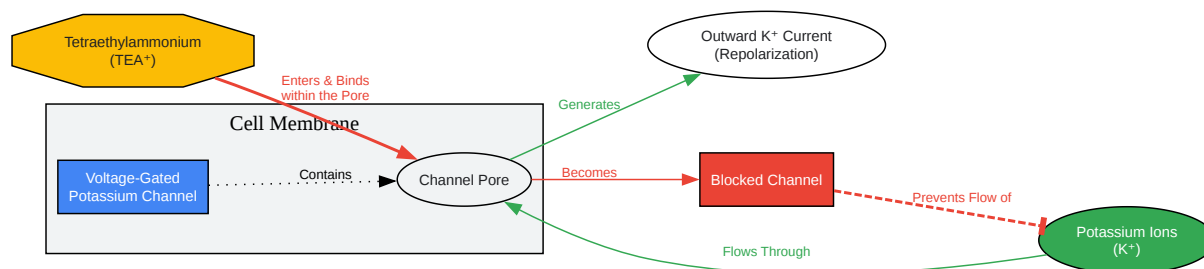 Tetraethylammonium
(TEA⁺)
Outward K⁺ Current
(Repolarization)
Enters & Binds
within the Pore
Generates
Cell Membrane
Voltage-Gated
Potassium Channel
Contains
Channel Pore
Becomes
Blocked Channel
Prevents Flow of
Potassium Ions
(K⁺)
Flows Through